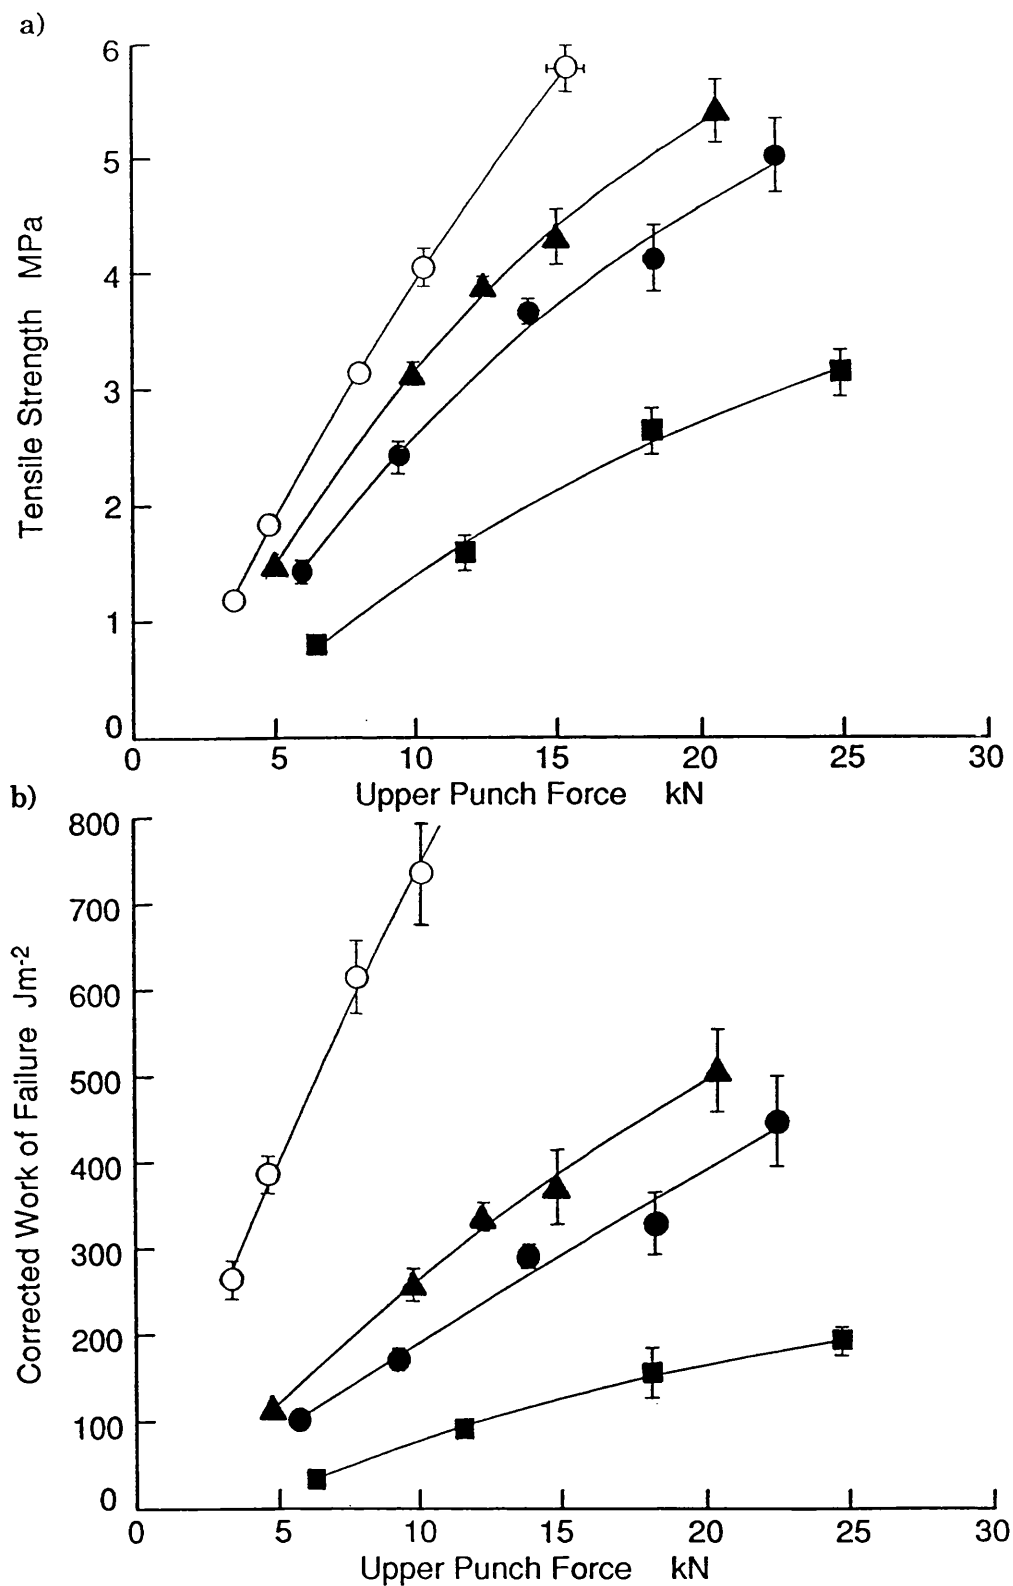 a)
6
5
4
3
2
1
0
Tensile Strength MPa
0 5 10 15 20 25 30
Upper Punch Force kN
b)
800
700
600
500
400
300
200
100
0
Corrected Work of Failure Jm-2
0 5 10 15 20 25 30
Upper Punch Force kN